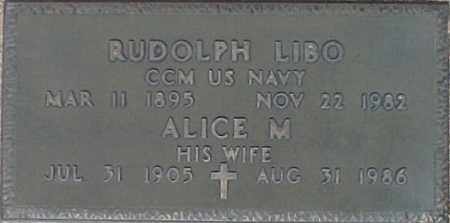 RUDOLPH LIBO
CCM US NAVY
MAR 11 1895 NOV 22 1982
ALICE M
HIS WIFE
JUL 31 1905 AUG 31 1986